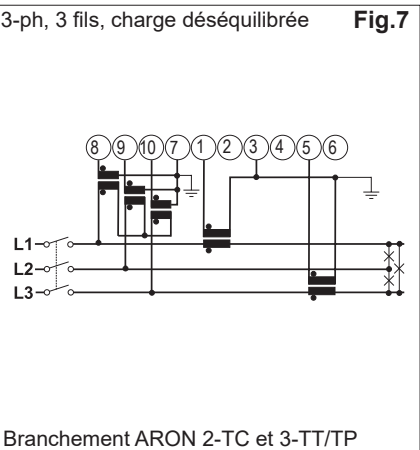 3-ph, 3 fils, charge déséquilibrée Fig.7
8 9 10 7 1 2 3 4 5 6
L1
L2
L3
Branchement ARON 2-TC et 3-TT/TP